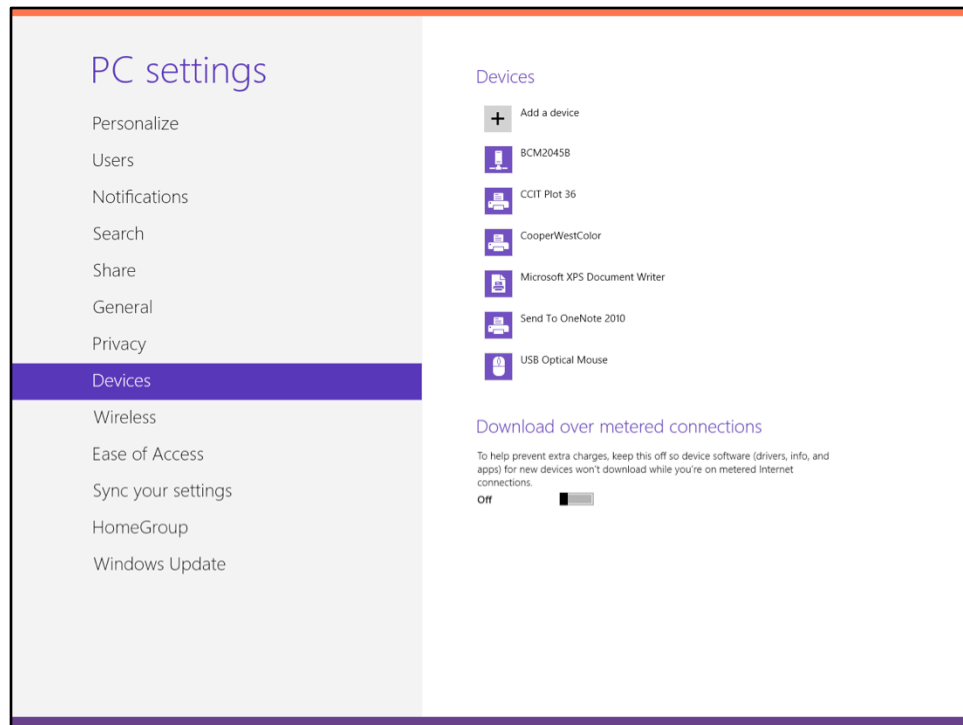 PC settings
Personalize
Users
Notifications
Search
Share
General
Privacy
Devices
Wireless
Ease of Access
Sync your settings
HomeGroup
Windows Update
Devices
Add a device
BCM2045B
CCIT Plot 36
CooperWestColor
Microsoft XPS Document Writer
Send To OneNote 2010
USB Optical Mouse
Download over metered connections
To help prevent extra charges, keep this off so device software (drivers, info, and
apps) for new devices won't download while you're on metered Internet
connections.
Off